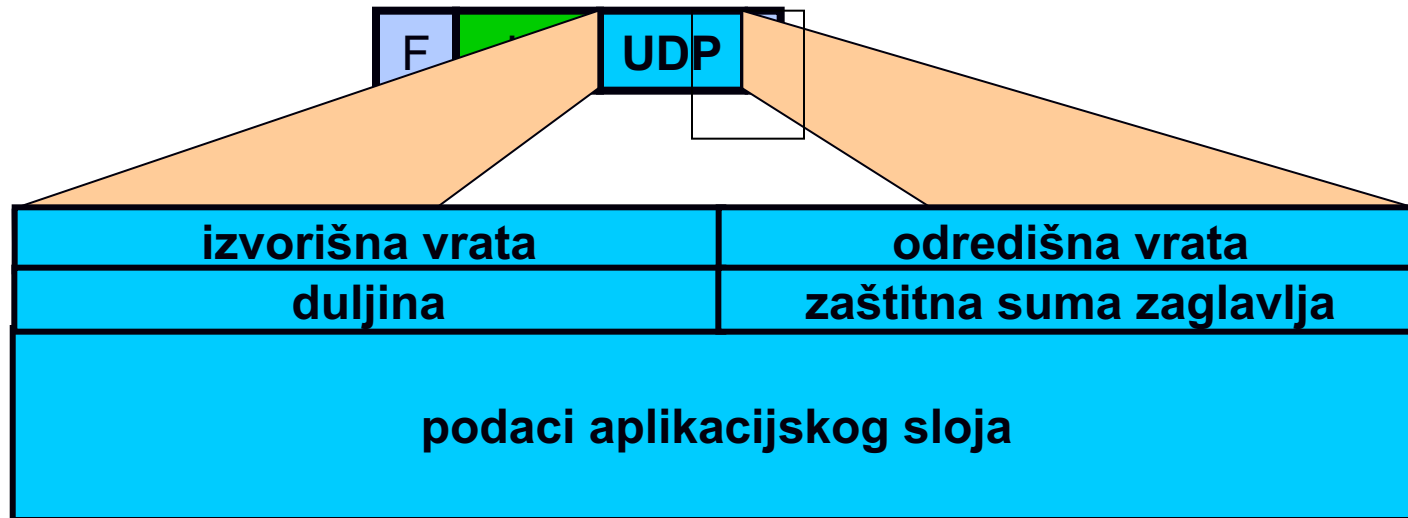 F UDP
izvorišna vrata odredišna vrata
duljina zaštitna suma zaglavlja
podaci aplikacijskog sloja